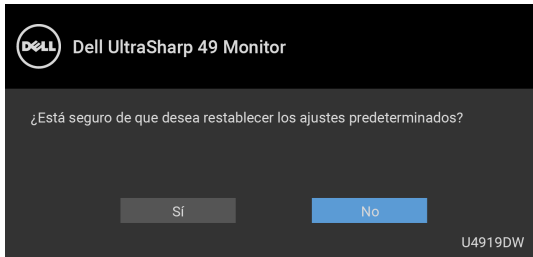 DELL
Dell UltraSharp 49 Monitor
¿Está seguro de que desea restablecer los ajustes predeterminados?
Sí
No
U4919DW